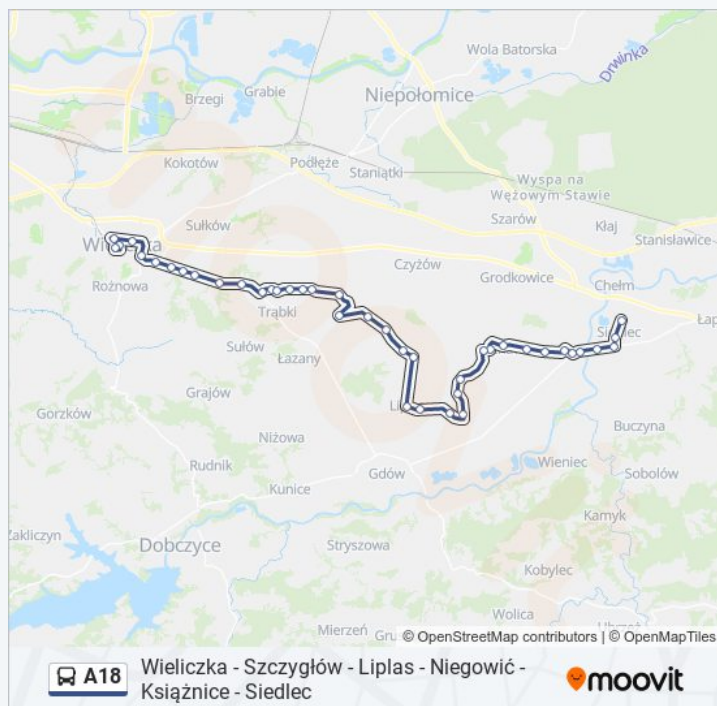 Wola Batorska
Drwinka
Grabie
Brzegi
Niepołomice
Kokotów
Podłęże
Staniątki
Wyspa na
Wężowym Stawie
Szarów
Kłaj
Sułków
Stanisławice
Czyżów
Grodkowice
Chełm
Rożnowa
Trąbki
Sułów
Łazany
Grajów
Gorzków
Niżowa
Buczyna
Rudnik
Gdów
Wieniec
Sobolów
Kunice
Kamyk
Zakliczyn
Dobczyce
Stryszowa
Kobylec
Wolica
Mierzeń
© OpenStreetMap contributors | © OpenMapTiles
A18
Wieliczka - Szczygłów - Liplas - Niegowić -
Książnice - Siedlec
moovit